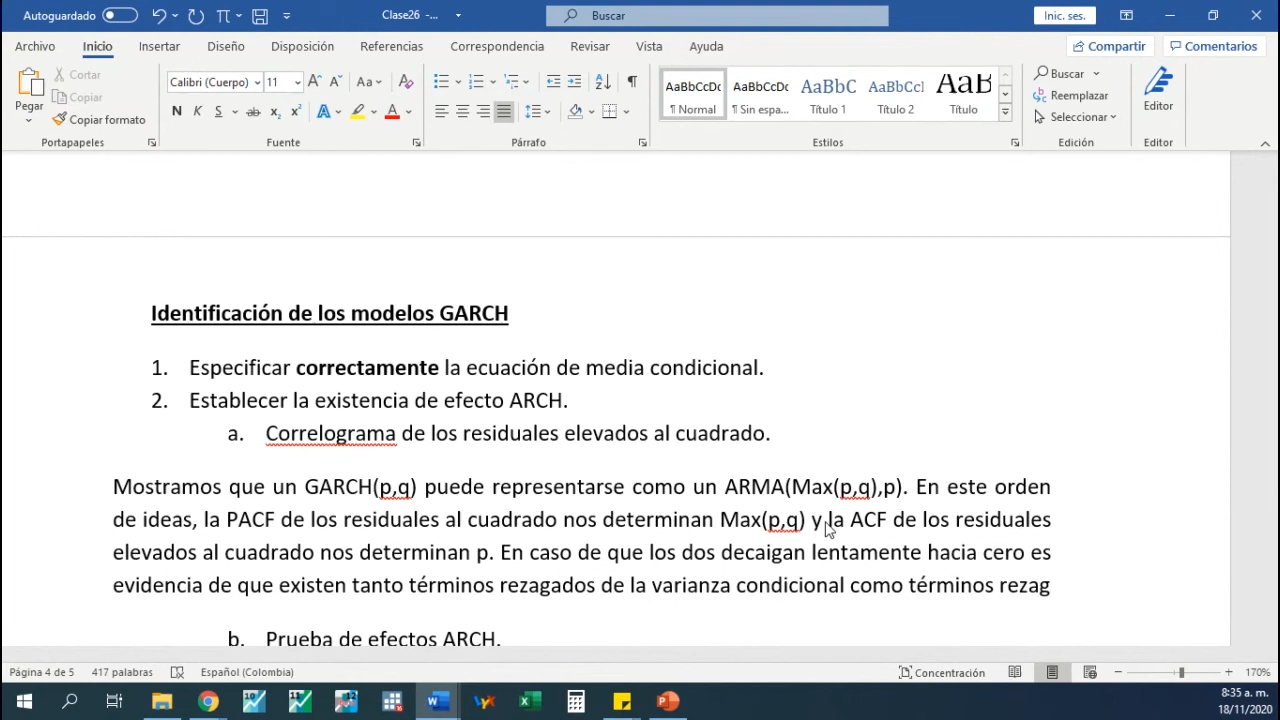 Autoguardado
Clase26 -...
Buscar
Inic. ses.
Archivo Inicio Insertar Diseño Disposición Referencias Correspondencia Revisar Vista Ayuda Compartir Comentarios
Pegar
Cortar
Copiar
Copiar formato
Portapapeles
Calibri (Cuerpo) 11
N K S ab
Fuente
Párrafo
AaBbCcDc AaBbCcDc AaBbC AaBbCcl AaB
¶ Normal ¶ Sin espa... Título 1 Título 2 Título
Estilos
Buscar
Reemplazar
Seleccionar
Edición
Editor
Editor
Identificación de los modelos GARCH
1. Especificar correctamente la ecuación de media condicional.
2. Establecer la existencia de efecto ARCH.
a. Correlograma de los residuales elevados al cuadrado.
Mostramos que un GARCH(p,q) puede representarse como un ARMA(Max(p,q),p). En este orden
de ideas, la PACF de los residuales al cuadrado nos determinan Max(p,q) y la ACF de los residuales
elevados al cuadrado nos determinan p. En caso de que los dos decaigan lentamente hacia cero es
evidencia de que existen tanto términos rezagados de la varianza condicional como términos rezag
b. Prueba de efectos ARCH.
Página 4 de 5 417 palabras Español (Colombia) Concentración 170%
8:35 a. m.
18/11/2020